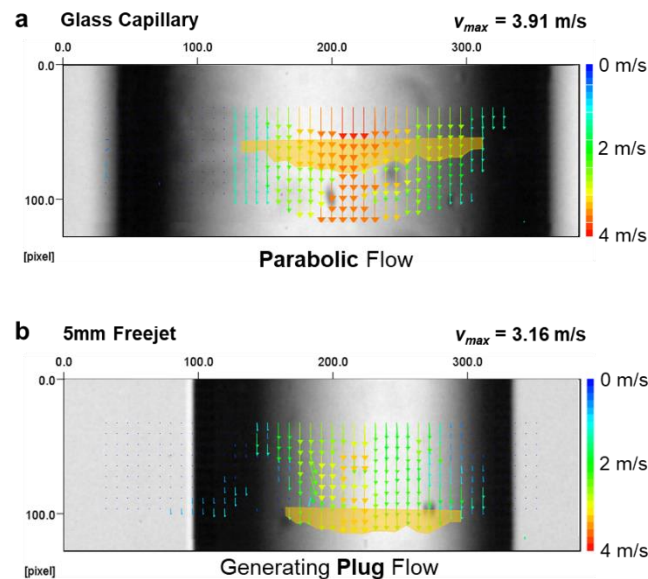 a Glass Capillary v_max = 3.91 m/s
0.0 100.0 200.0 300.0
0.0
100.0
[pixel]
0 m/s
2 m/s
4 m/s
Parabolic Flow
b 5mm Freejet v_max = 3.16 m/s
0.0 100.0 200.0 300.0
0.0
100.0
[pixel]
0 m/s
2 m/s
4 m/s
Generating Plug Flow